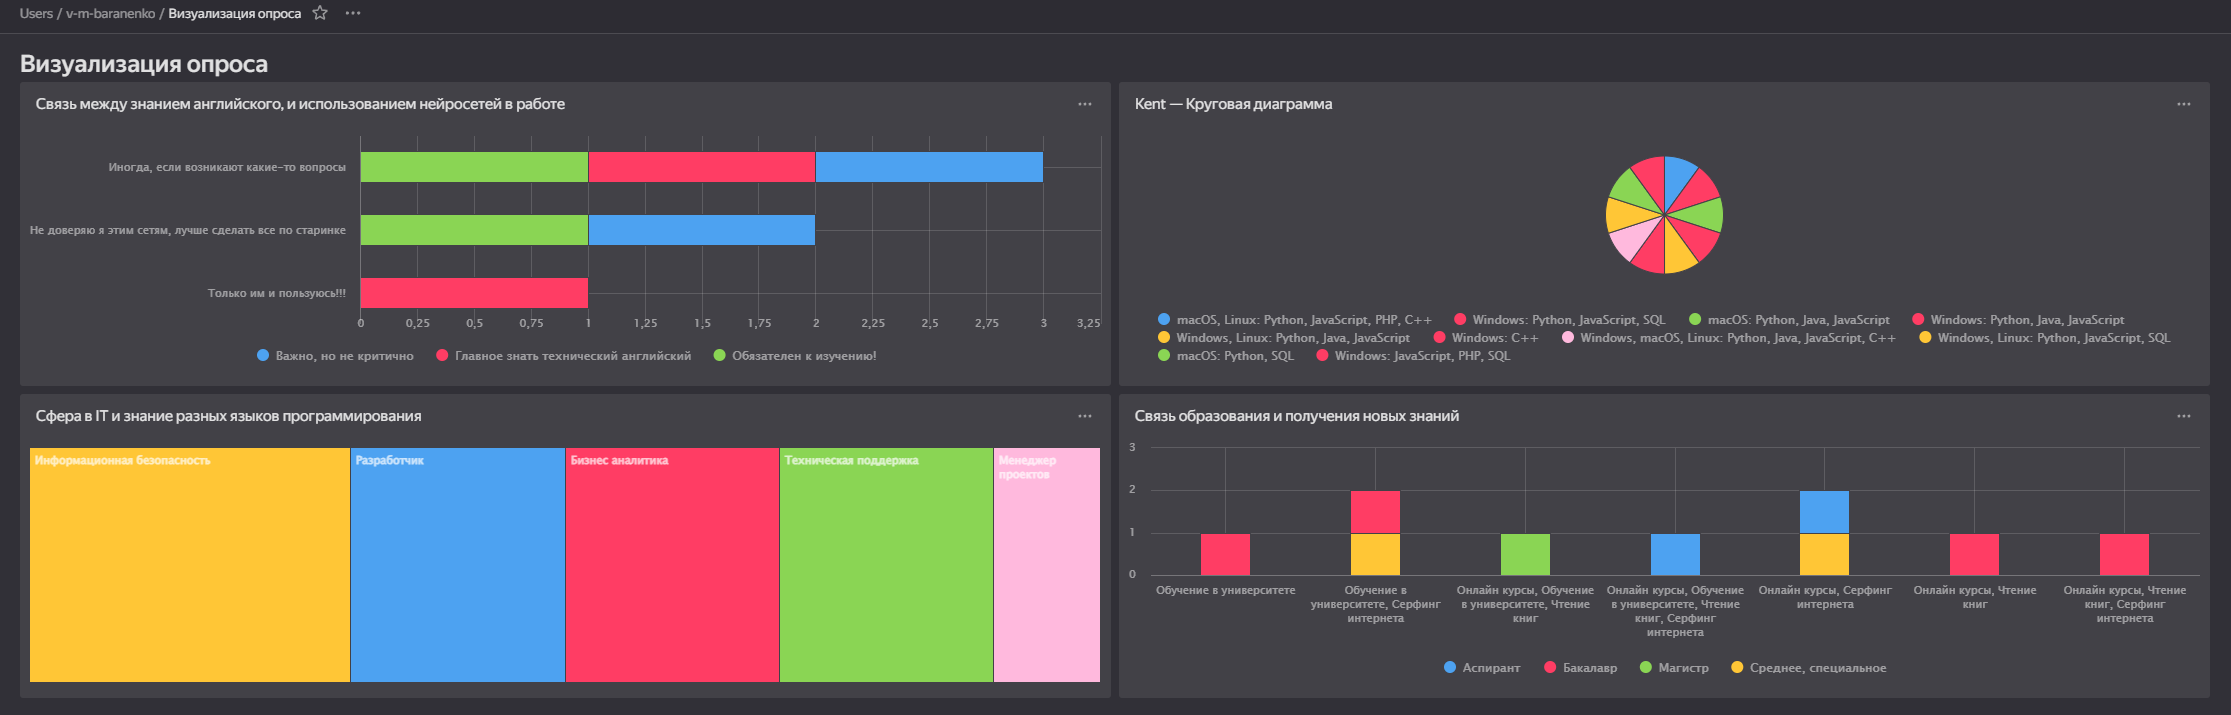 Users / v-m-baranenko / Визуализация опроса
Визуализация опроса
Связь между знанием английского, и использованием нейросетей в работе
Иногда, если возникают какие-то вопросы
Не доверяю я этим сетям, лучше сделать все по старинке
Только им и пользуюсь!!!
0 0,25 0,5 0,75 1 1,25 1,5 1,75 2 2,25 2,5 2,75 3 3,25
Важно, но не критично Главное знать технический английский Обязателен к изучению!
Kent — Круговая диаграмма
macOS, Linux: Python, JavaScript, PHP, C++ Windows: Python, JavaScript, SQL macOS: Python, Java, JavaScript Windows: Python, Java, JavaScript
Windows, Linux: Python, Java, JavaScript Windows: C++ Windows, macOS, Linux: Python, Java, JavaScript, C++ Windows, Linux: Python, JavaScript, SQL
macOS: Python, SQL Windows: JavaScript, PHP, SQL
Сфера в IT и знание разных языков программирования
Информационная безопасность
Разработчик
Бизнес аналитика
Техническая поддержка
Менеджер
проектов
Связь образования и получения новых знаний
3
2
1
0
Обучение в университете
Обучение в
университете, Серфинг
интернета
Онлайн курсы, Обучение
в университете, Чтение
книг
Онлайн курсы, Обучение
в университете, Чтение
книг, Серфинг
интернета
Онлайн курсы, Серфинг
интернета
Онлайн курсы, Чтение
книг
Онлайн курсы, Чтение
книг, Серфинг
интернета
Аспирант Бакалавр Магистр Среднее, специальное